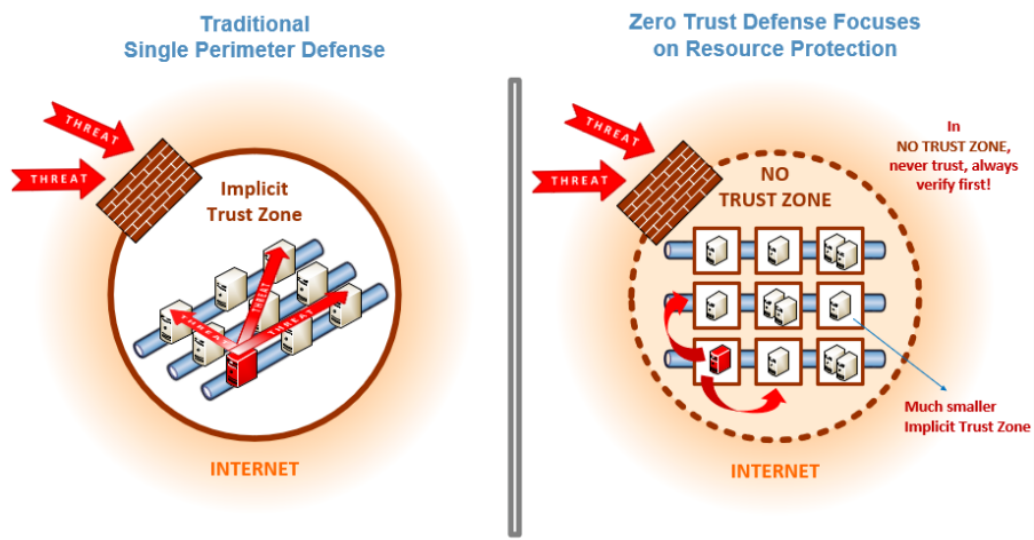 Traditional
Single Perimeter Defense
THREAT
THREAT
Implicit
Trust Zone
THREAT
THREAT
THREAT
INTERNET
Zero Trust Defense Focuses
on Resource Protection
THREAT
THREAT
NO
TRUST ZONE
In
NO TRUST ZONE,
never trust, always
verify first!
Much smaller
Implicit Trust Zone
INTERNET